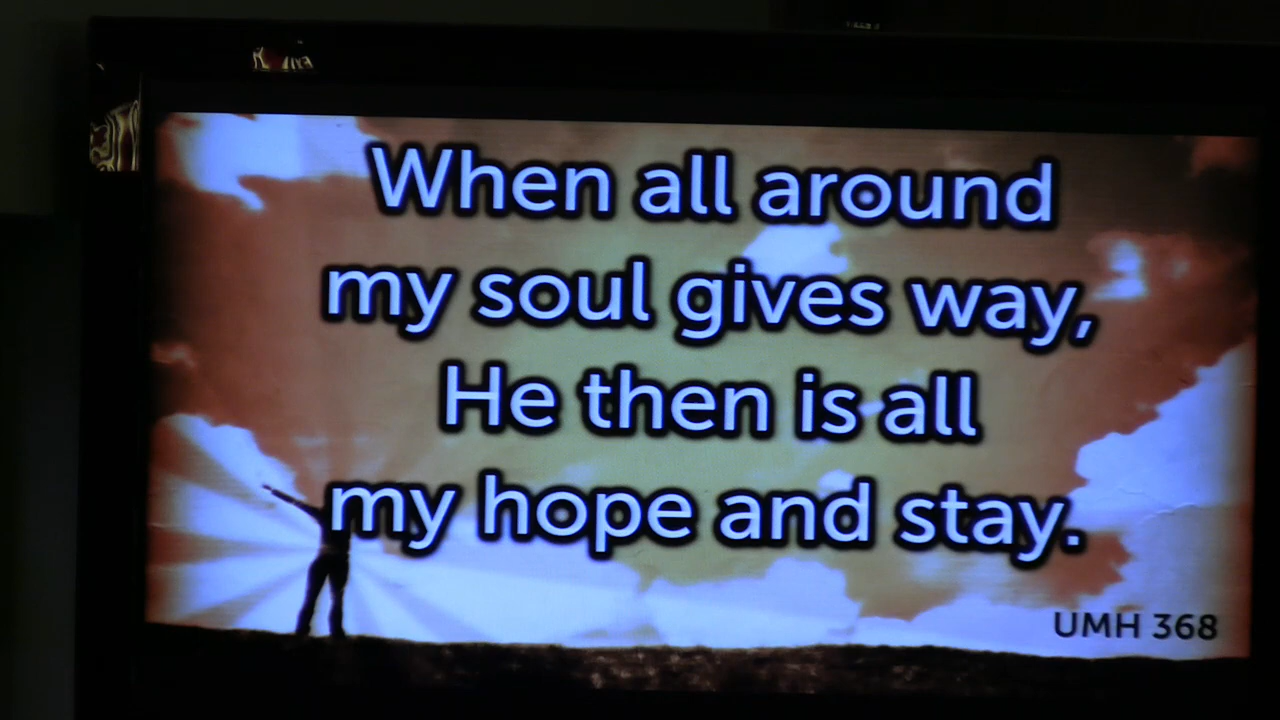 When all around
my soul gives way,
He then is all
my hope and stay.
UMH 368